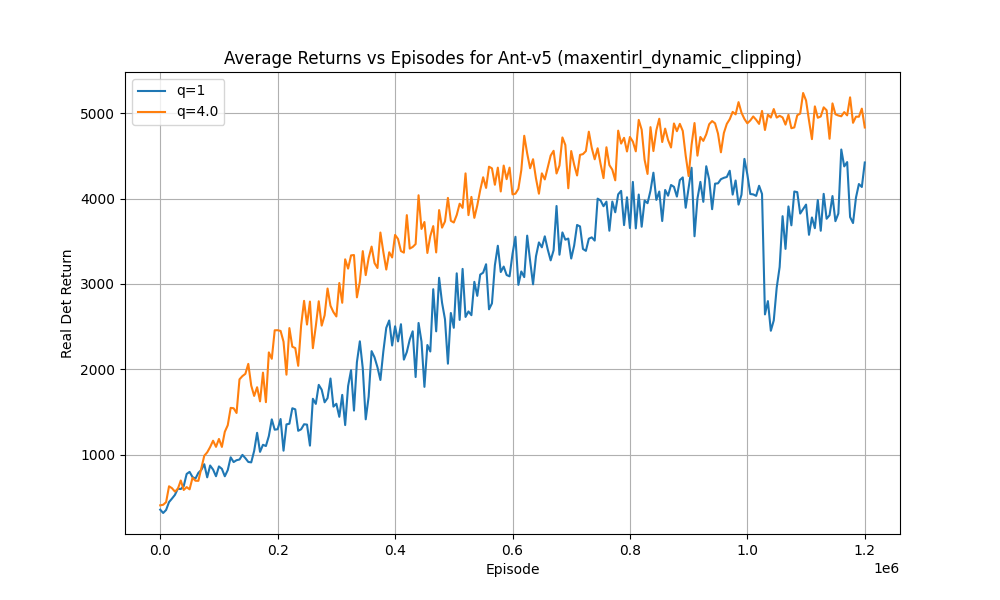 Average Returns vs Episodes for Ant-v5 (maxentirl_dynamic_clipping)
q=1
q=4.0
Real Det Return
5000
4000
3000
2000
1000
0.0 0.2 0.4 0.6 0.8 1.0 1.2
1e6
Episode